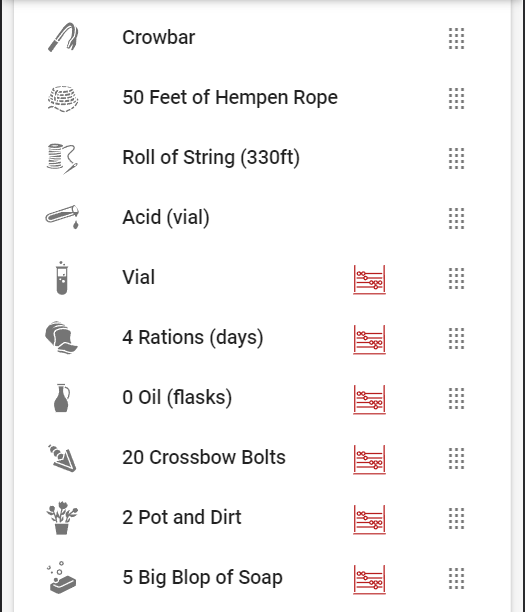 Crowbar
50 Feet of Hempen Rope
Roll of String (330ft)
Acid (vial)
Vial
4 Rations (days)
0 Oil (flasks)
20 Crossbow Bolts
2 Pot and Dirt
5 Big Blop of Soap